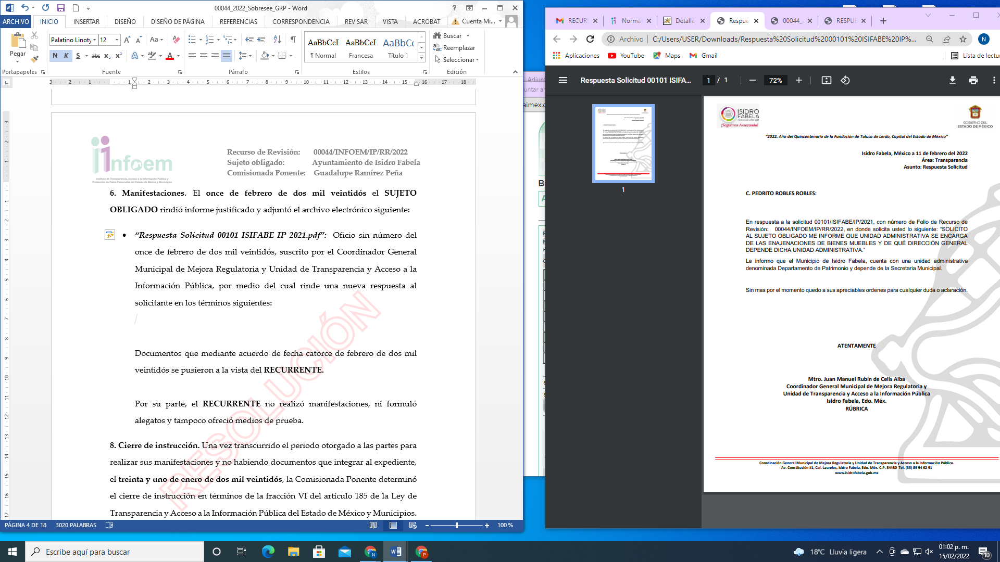 00044_2022_Sobresee_GRP - Word
ARCHIVO INICIO INSERTAR DISEÑO DISEÑO DE PÁGINA REFERENCIAS CORRESPONDENCIA REVISAR VISTA ACROBAT Cuenta Mi...
Pegar
Palatino Linoty 12
N K S abc x₂ x²
AaBbCcI AaBbCcI AaBbCc
¶ Normal Francesa Título 1
Buscar
Reemplazar
Seleccionar
Portapapeles Fuente Párrafo Estilos Edición
3 2 1 1 2 3 4 5 6 7 8 9 10 11 12 13 14 15 16 17 18
infoem
Instituto de Transparencia, Acceso a la Información Pública y
Protección de Datos Personales del Estado de México y Municipios
Recurso de Revisión: 00044/INFOEM/IP/RR/2022
Sujeto obligado: Ayuntamiento de Isidro Fabela
Comisionada Ponente: Guadalupe Ramírez Peña
6. Manifestaciones. El once de febrero de dos mil veintidós el SUJETO
OBLIGADO rindió informe justificado y adjuntó el archivo electrónico siguiente:
• “Respuesta Solicitud 00101 ISIFABE IP 2021.pdf”: Oficio sin número del
once de febrero de dos mil veintidós, suscrito por el Coordinador General
Municipal de Mejora Regulatoria y Unidad de Transparencia y Acceso a la
Información Pública, por medio del cual rinde una nueva respuesta al
solicitante en los términos siguientes:
Documentos que mediante acuerdo de fecha catorce de febrero de dos mil
veintidós se pusieron a la vista del RECURRENTE.
Por su parte, el RECURRENTE no realizó manifestaciones, ni formuló
alegatos y tampoco ofreció medios de prueba.
8. Cierre de instrucción. Una vez transcurrido el periodo otorgado a las partes para
realizar sus manifestaciones y no habiendo documentos que integrar al expediente,
el treinta y uno de enero de dos mil veintidós, la Comisionada Ponente determinó
el cierre de instrucción en términos de la fracción VI del artículo 185 de la Ley de
Transparencia y Acceso a la Información Pública del Estado de México y Municipios.
RESOLUCIÓN
PÁGINA 4 DE 18 3020 PALABRAS 100 %
RECUR Norma Detalle Respue 00044_ RESPUE
Archivo C:/Users/USER/Downloads/Respuesta%20Solicitud%2000101%20ISIFABE%20IP%... N
Aplicaciones YouTube Maps Gmail Lista de lectu
Respuesta Solicitud 00101 ISIFA... 1 / 1 72%
1
ISIDRO
FABELA
¡Seguimos Avanzando!
GOBIERNO DEL
ESTADO DE MÉXICO
“2022. Año del Quincentenario de la Fundación de Toluca de Lerdo, Capital del Estado de México”
Isidro Fabela, México a 11 de febrero del 2022
Área: Transparencia
Asunto: Respuesta Solicitud
C. PEDRITO ROBLES ROBLES:
En respuesta a la solicitud 00101/ISIFABE/IP/2021, con número de Folio de Recurso de
Revisión: 00044/INFOEM/IP/RR/2022, en donde solicita usted lo siguiente: “SOLICITO
AL SUJETO OBLIGADO ME INFORME QUE UNIDAD ADMINISTRATIVA SE ENCARGA
DE LAS ENAJENACIONES DE BIENES MUEBLES Y DE QUÉ DIRECCIÓN GENERAL
DEPENDE DICHA UNIDAD ADMINISTRATIVA.”
Le informo que el Municipio de Isidro Fabela, cuenta con una unidad administrativa
denominada Departamento de Patrimonio y depende de la Secretaria Municipal.
Sin mas por el momento quedo a sus apreciables ordenes para cualquier duda o aclaración.
ATENTAMENTE
Mtro. Juan Manuel Rubín de Celis Alba
Coordinador General Municipal de Mejora Regulatoria y
Unidad de Transparencia y Acceso a la Información Pública
Isidro Fabela, Edo. Méx.
RÚBRICA
Coordinación General Municipal de Mejora Regulatoria y Unidad de Transparencia y Acceso a la Información Pública.
Av. Constitución #1, Col. Laureles, Isidro Fabela, Edo. Méx. C.P. 54480 Tel. (55) 89 94 62 91
www.isidrofabela.gob.mx
Escribe aquí para buscar
18°C Lluvia ligera
01:02 p. m.
15/02/2022
10